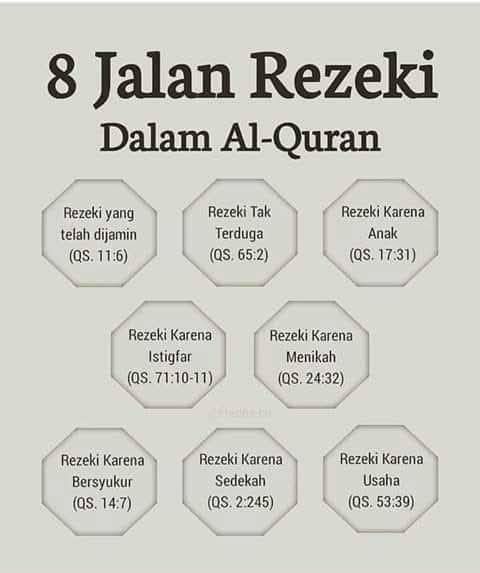 8 Jalan Rezeki
Dalam Al-Quran
Rezeki yang
telah dijamin
(QS. 11:6)
Rezeki Tak
Terduga
(QS. 65:2)
Rezeki Karena
Anak
(QS. 17:31)
Rezeki Karena
Istigfar
(QS. 71:10-11)
Rezeki Karena
Menikah
(QS. 24:32)
Rezeki Karena
Bersyukur
(QS. 14:7)
Rezeki Karena
Sedekah
(QS. 2:245)
Rezeki Karena
Usaha
(QS. 53:39)